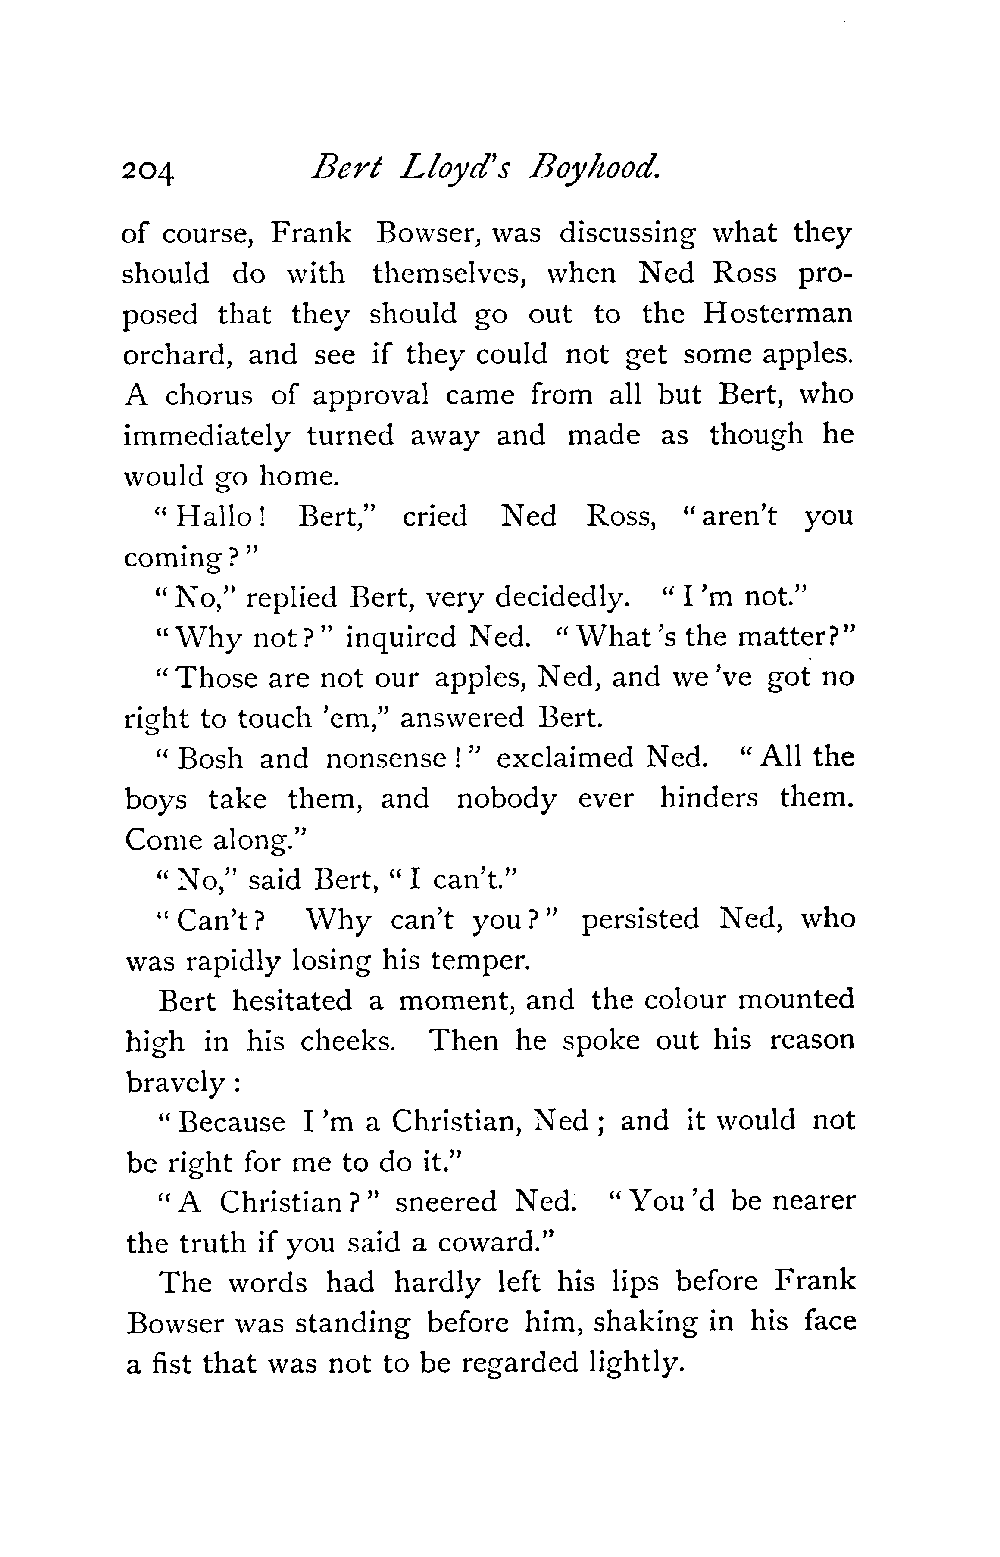 204 Bert Lloyd's Boyhood.
of course, Frank Bowser, was discussing what they
should do with themselves, when Ned Ross pro-
posed that they should go out to the Hosterman
orchard, and see if they could not get some apples.
A chorus of approval came from all but Bert, who
immediately turned away and made as though he
would go home.
" Hallo ! Bert," cried Ned Ross, " aren't you
coming ? "
" No," replied Bert, very decidedly. " I 'm not."
" Why not ? " inquired Ned. " What 's the matter?"
" Those are not our apples, Ned, and we 've got no
right to touch 'em," answered Bert.
" Bosh and nonsense ! " exclaimed Ned. " All the
boys take them, and nobody ever hinders them.
Come along."
" No," said Bert, " I can't."
" Can't ? Why can't you ? " persisted Ned, who
was rapidly losing his temper.
Bert hesitated a moment, and the colour mounted
high in his cheeks. Then he spoke out his reason
bravely :
" Because I 'm a Christian, Ned ; and it would not
be right for me to do it."
" A Christian ? " sneered Ned. " You 'd be nearer
the truth if you said a coward."
The words had hardly left his lips before Frank
Bowser was standing before him, shaking in his face
a fist that was not to be regarded lightly.